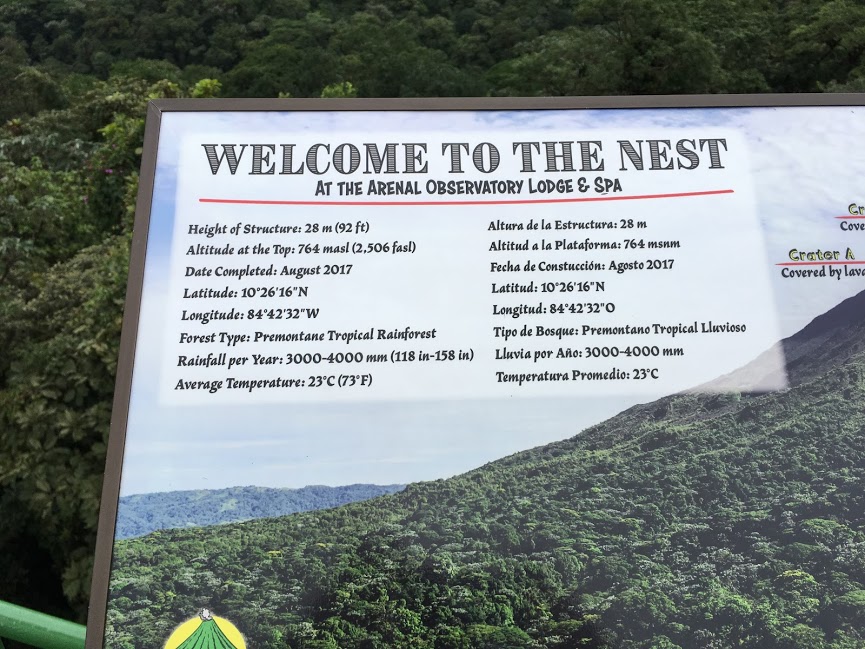 WELCOME TO THE NEST
AT THE ARENAL OBSERVATORY LODGE & SPA
Height of Structure: 28 m (92 ft)
Altitude at the Top: 764 masl (2,506 fasl)
Date Completed: August 2017
Latitude: 10°26'16"N
Longitude: 84°42'32"W
Forest Type: Premontane Tropical Rainforest
Rainfall per Year: 3000-4000 mm (118 in-158 in)
Average Temperature: 23°C (73°F)
Altura de la Estructura: 28 m
Altitud a la Plataforma: 764 msnm
Fecha de Constucción: Agosto 2017
Latitud: 10°26'16"N
Longitud: 84°42'32"O
Tipo de Bosque: Premontano Tropical Lluvioso
Lluvia por Año: 3000-4000 mm
Temperatura Promedio: 23°C
Crater A
Covered by lava